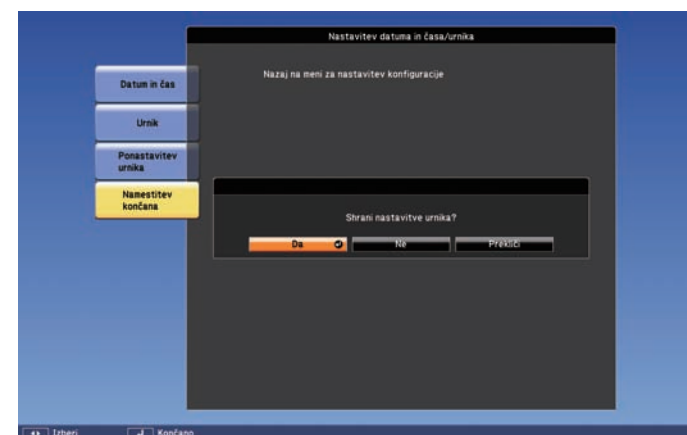 Nastavitev datuma in časa/urnika
Nazaj na meni za nastavitev konfiguracije
Datum in čas
Urnik
Ponastavitev
urnika
Namestitev
končana
Shrani nastavitve urnika?
Da Ne Prekliči
Izberi Končano